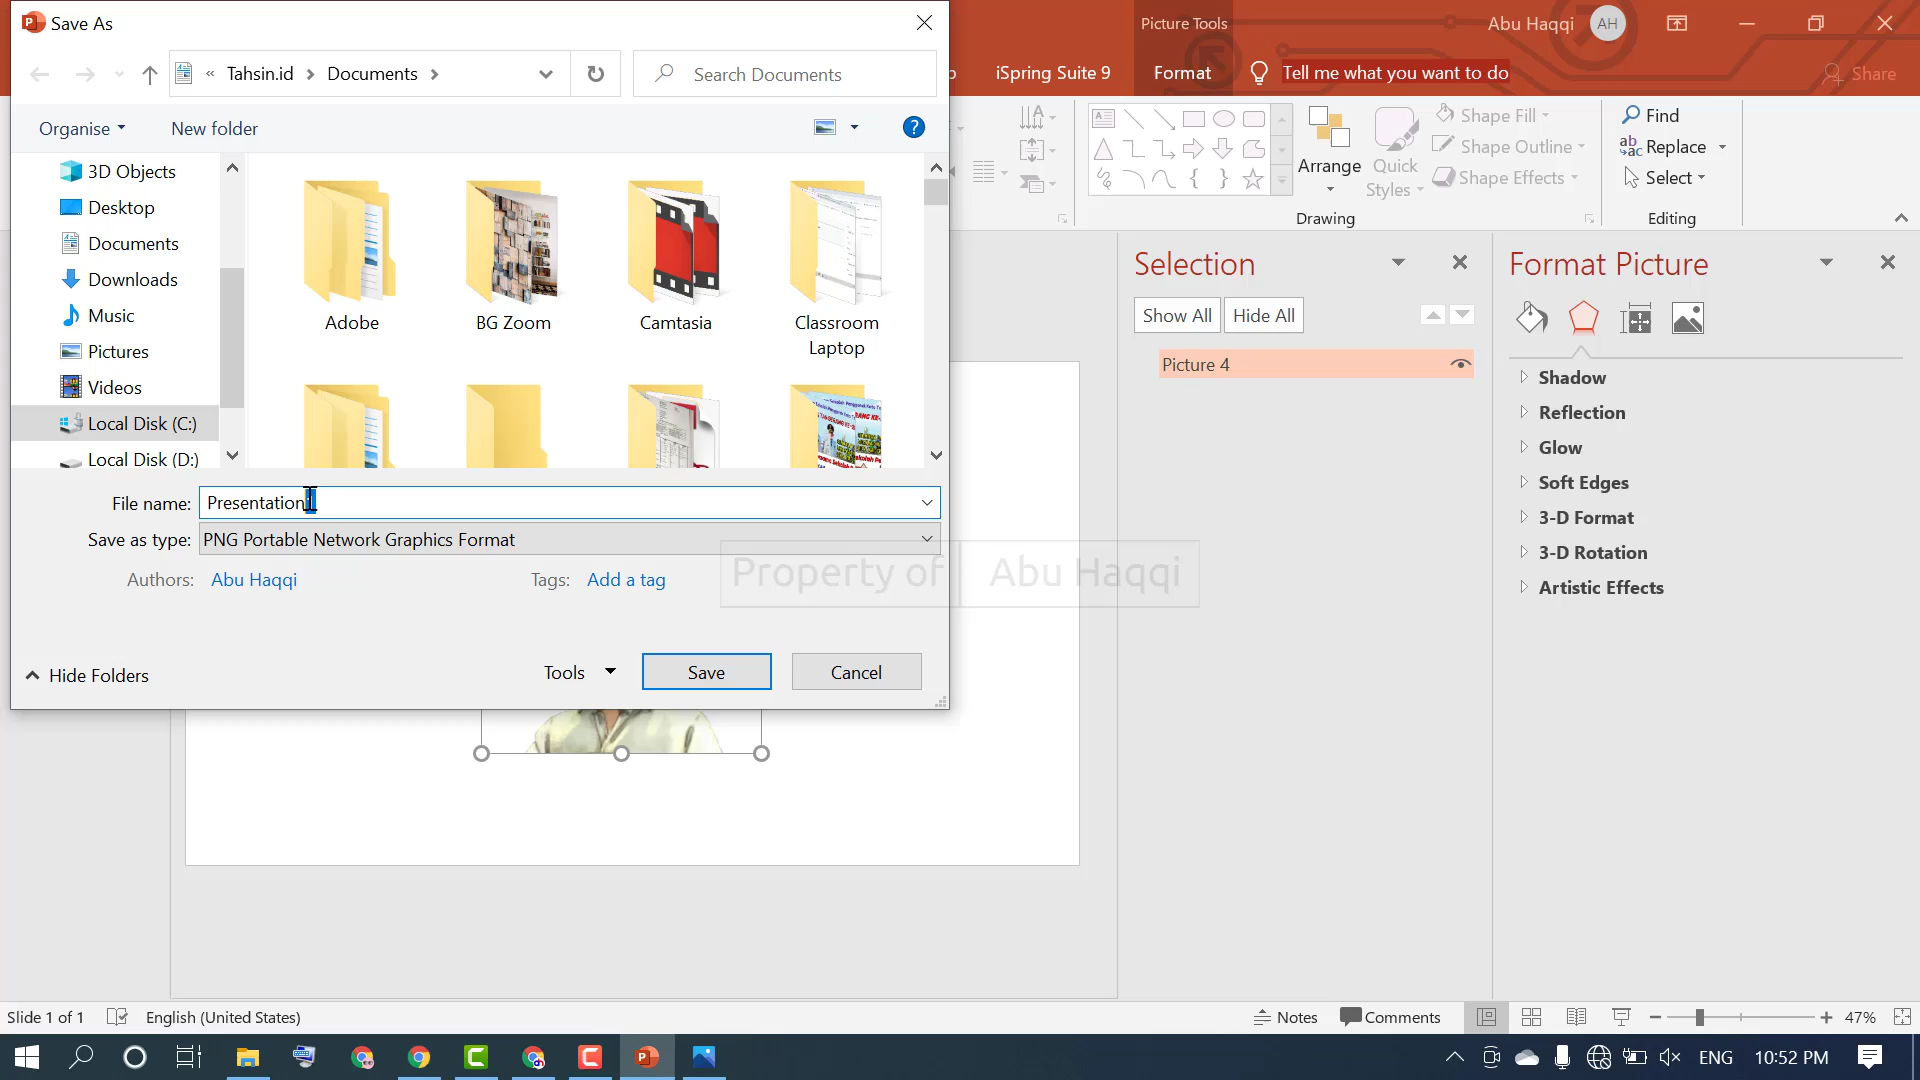 Save As
Picture Tools
Abu Haqqi
AH
« Tahsin.id > Documents >
Search Documents
iSpring Suite 9
Format
Tell me what you want to do
Share
Organise
New folder
?
3D Objects
Desktop
Documents
Downloads
Music
Pictures
Videos
Local Disk (C:)
Local Disk (D:)
Adobe
BG Zoom
Camtasia
Classroom
Laptop
Arrange
Quick
Styles
Shape Fill
Shape Outline
Shape Effects
Drawing
Find
Replace
Select
Editing
Selection
Show All
Hide All
Picture 4
Format Picture
Shadow
Reflection
Glow
Soft Edges
3-D Format
3-D Rotation
Artistic Effects
File name:
Presentation1
Save as type:
PNG Portable Network Graphics Format
Authors:
Abu Haqqi
Tags:
Add a tag
Property of Abu Haqqi
Hide Folders
Tools
Save
Cancel
Slide 1 of 1
English (United States)
Notes
Comments
47%
ENG
10:52 PM